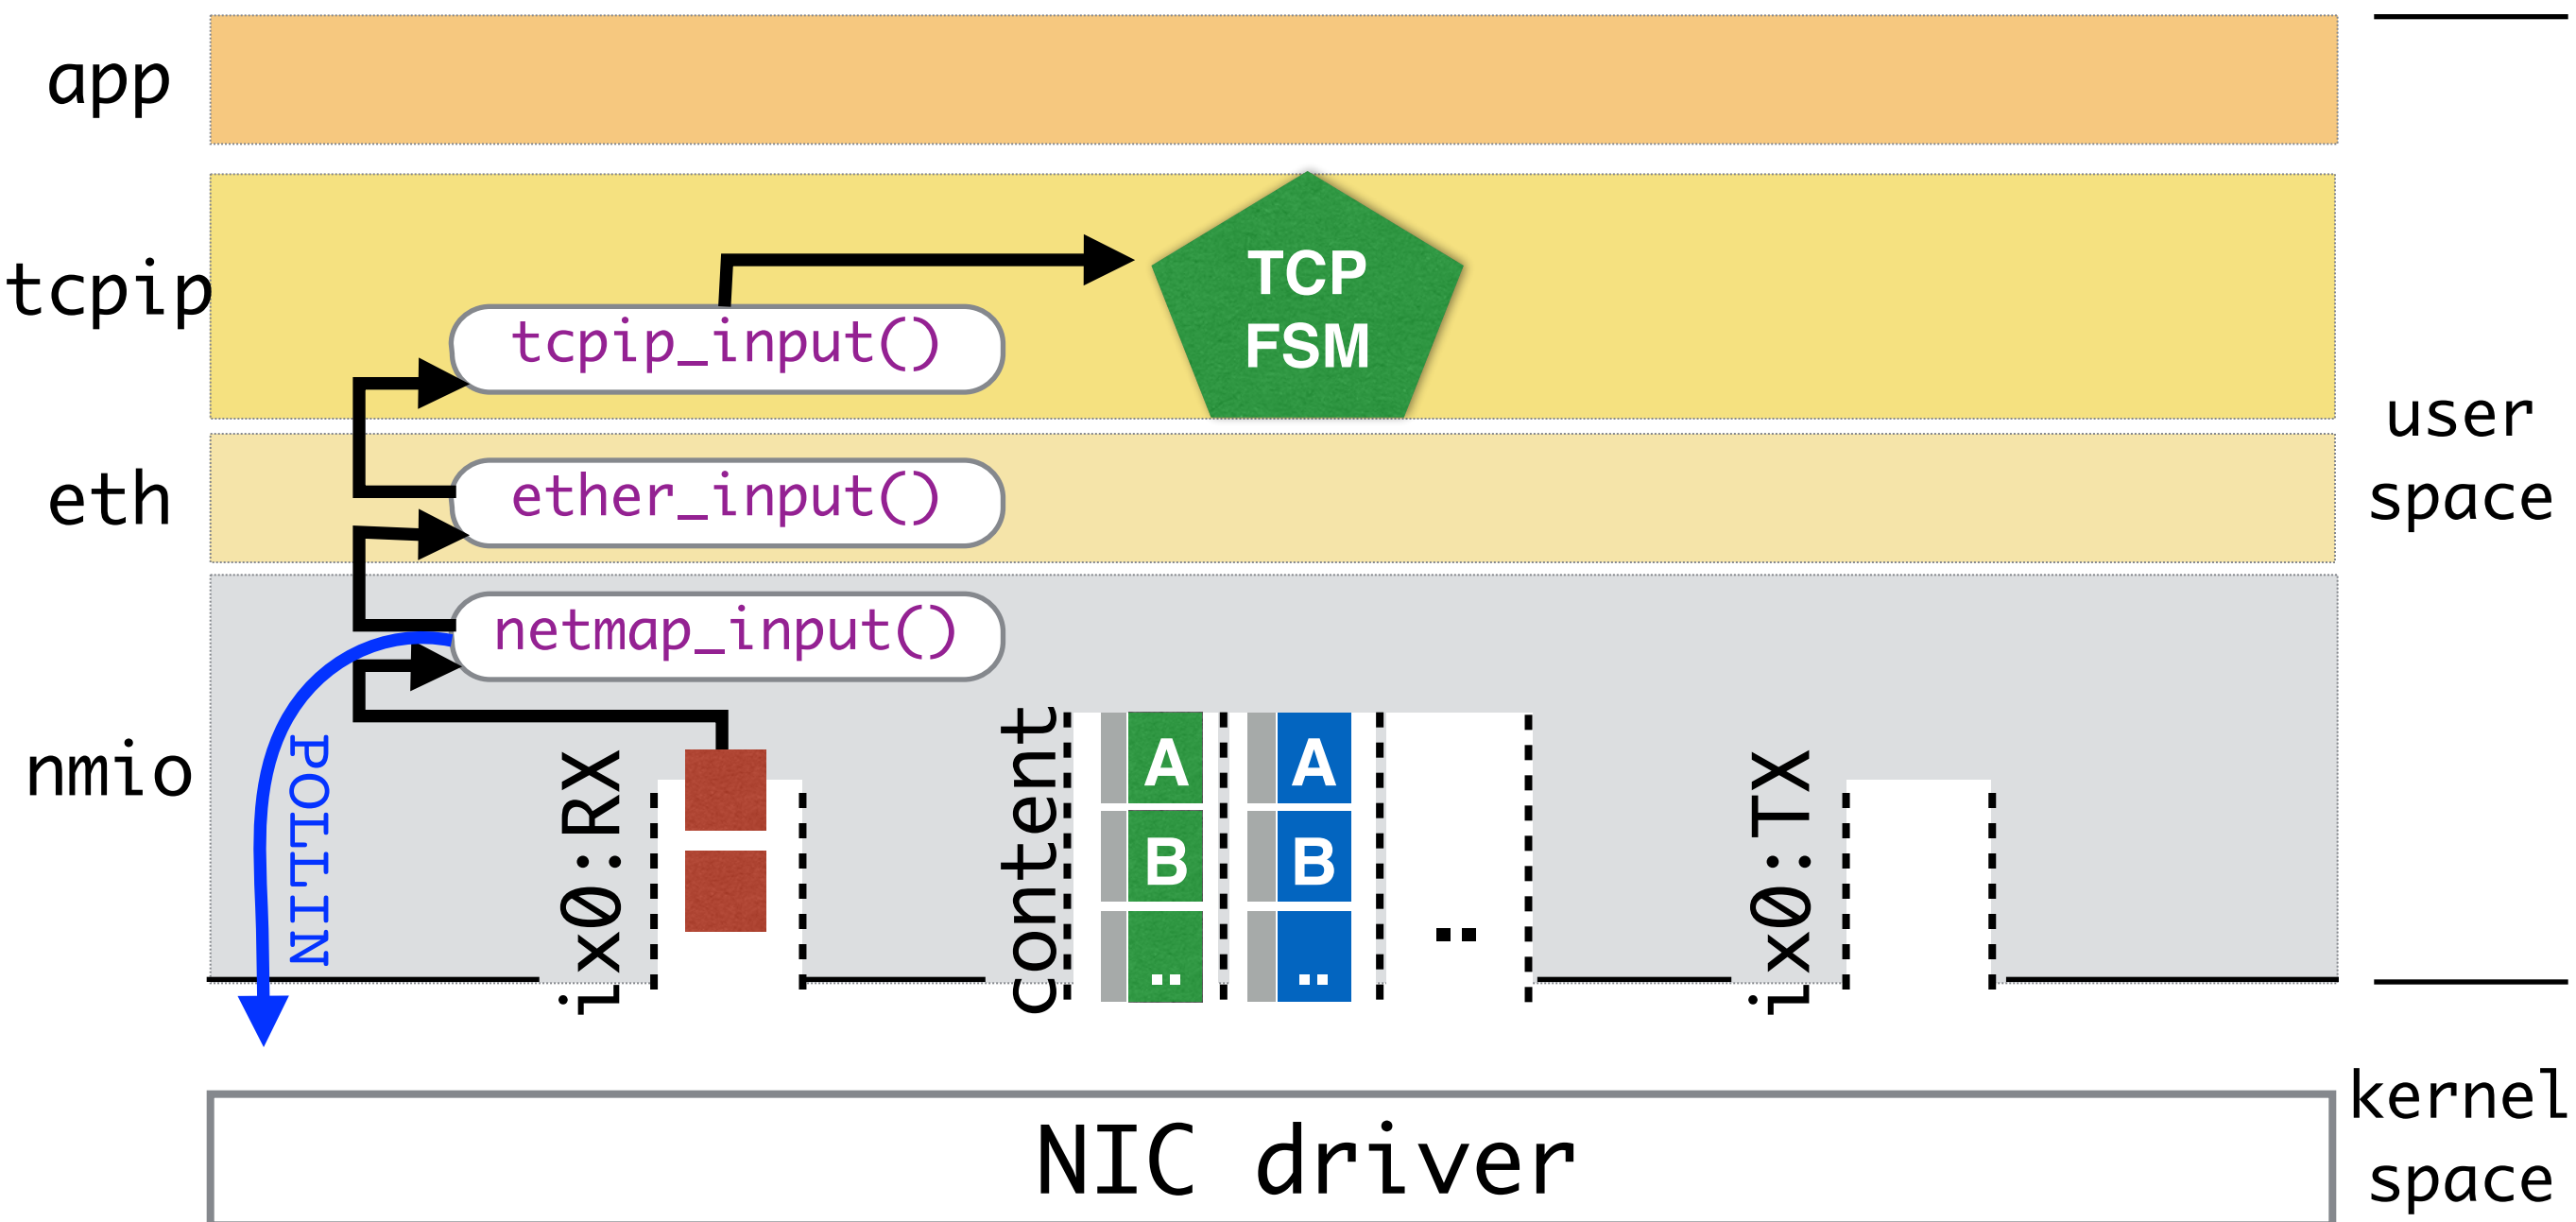 app
tcpip
TCP
FSM
tcpip_input()
user
space
eth
ether_input()
netmap_input()
nmio
POLLIN
ix0:RX
content
A
A
B
B
..
..
..
ix0:TX
kernel
space
NIC driver